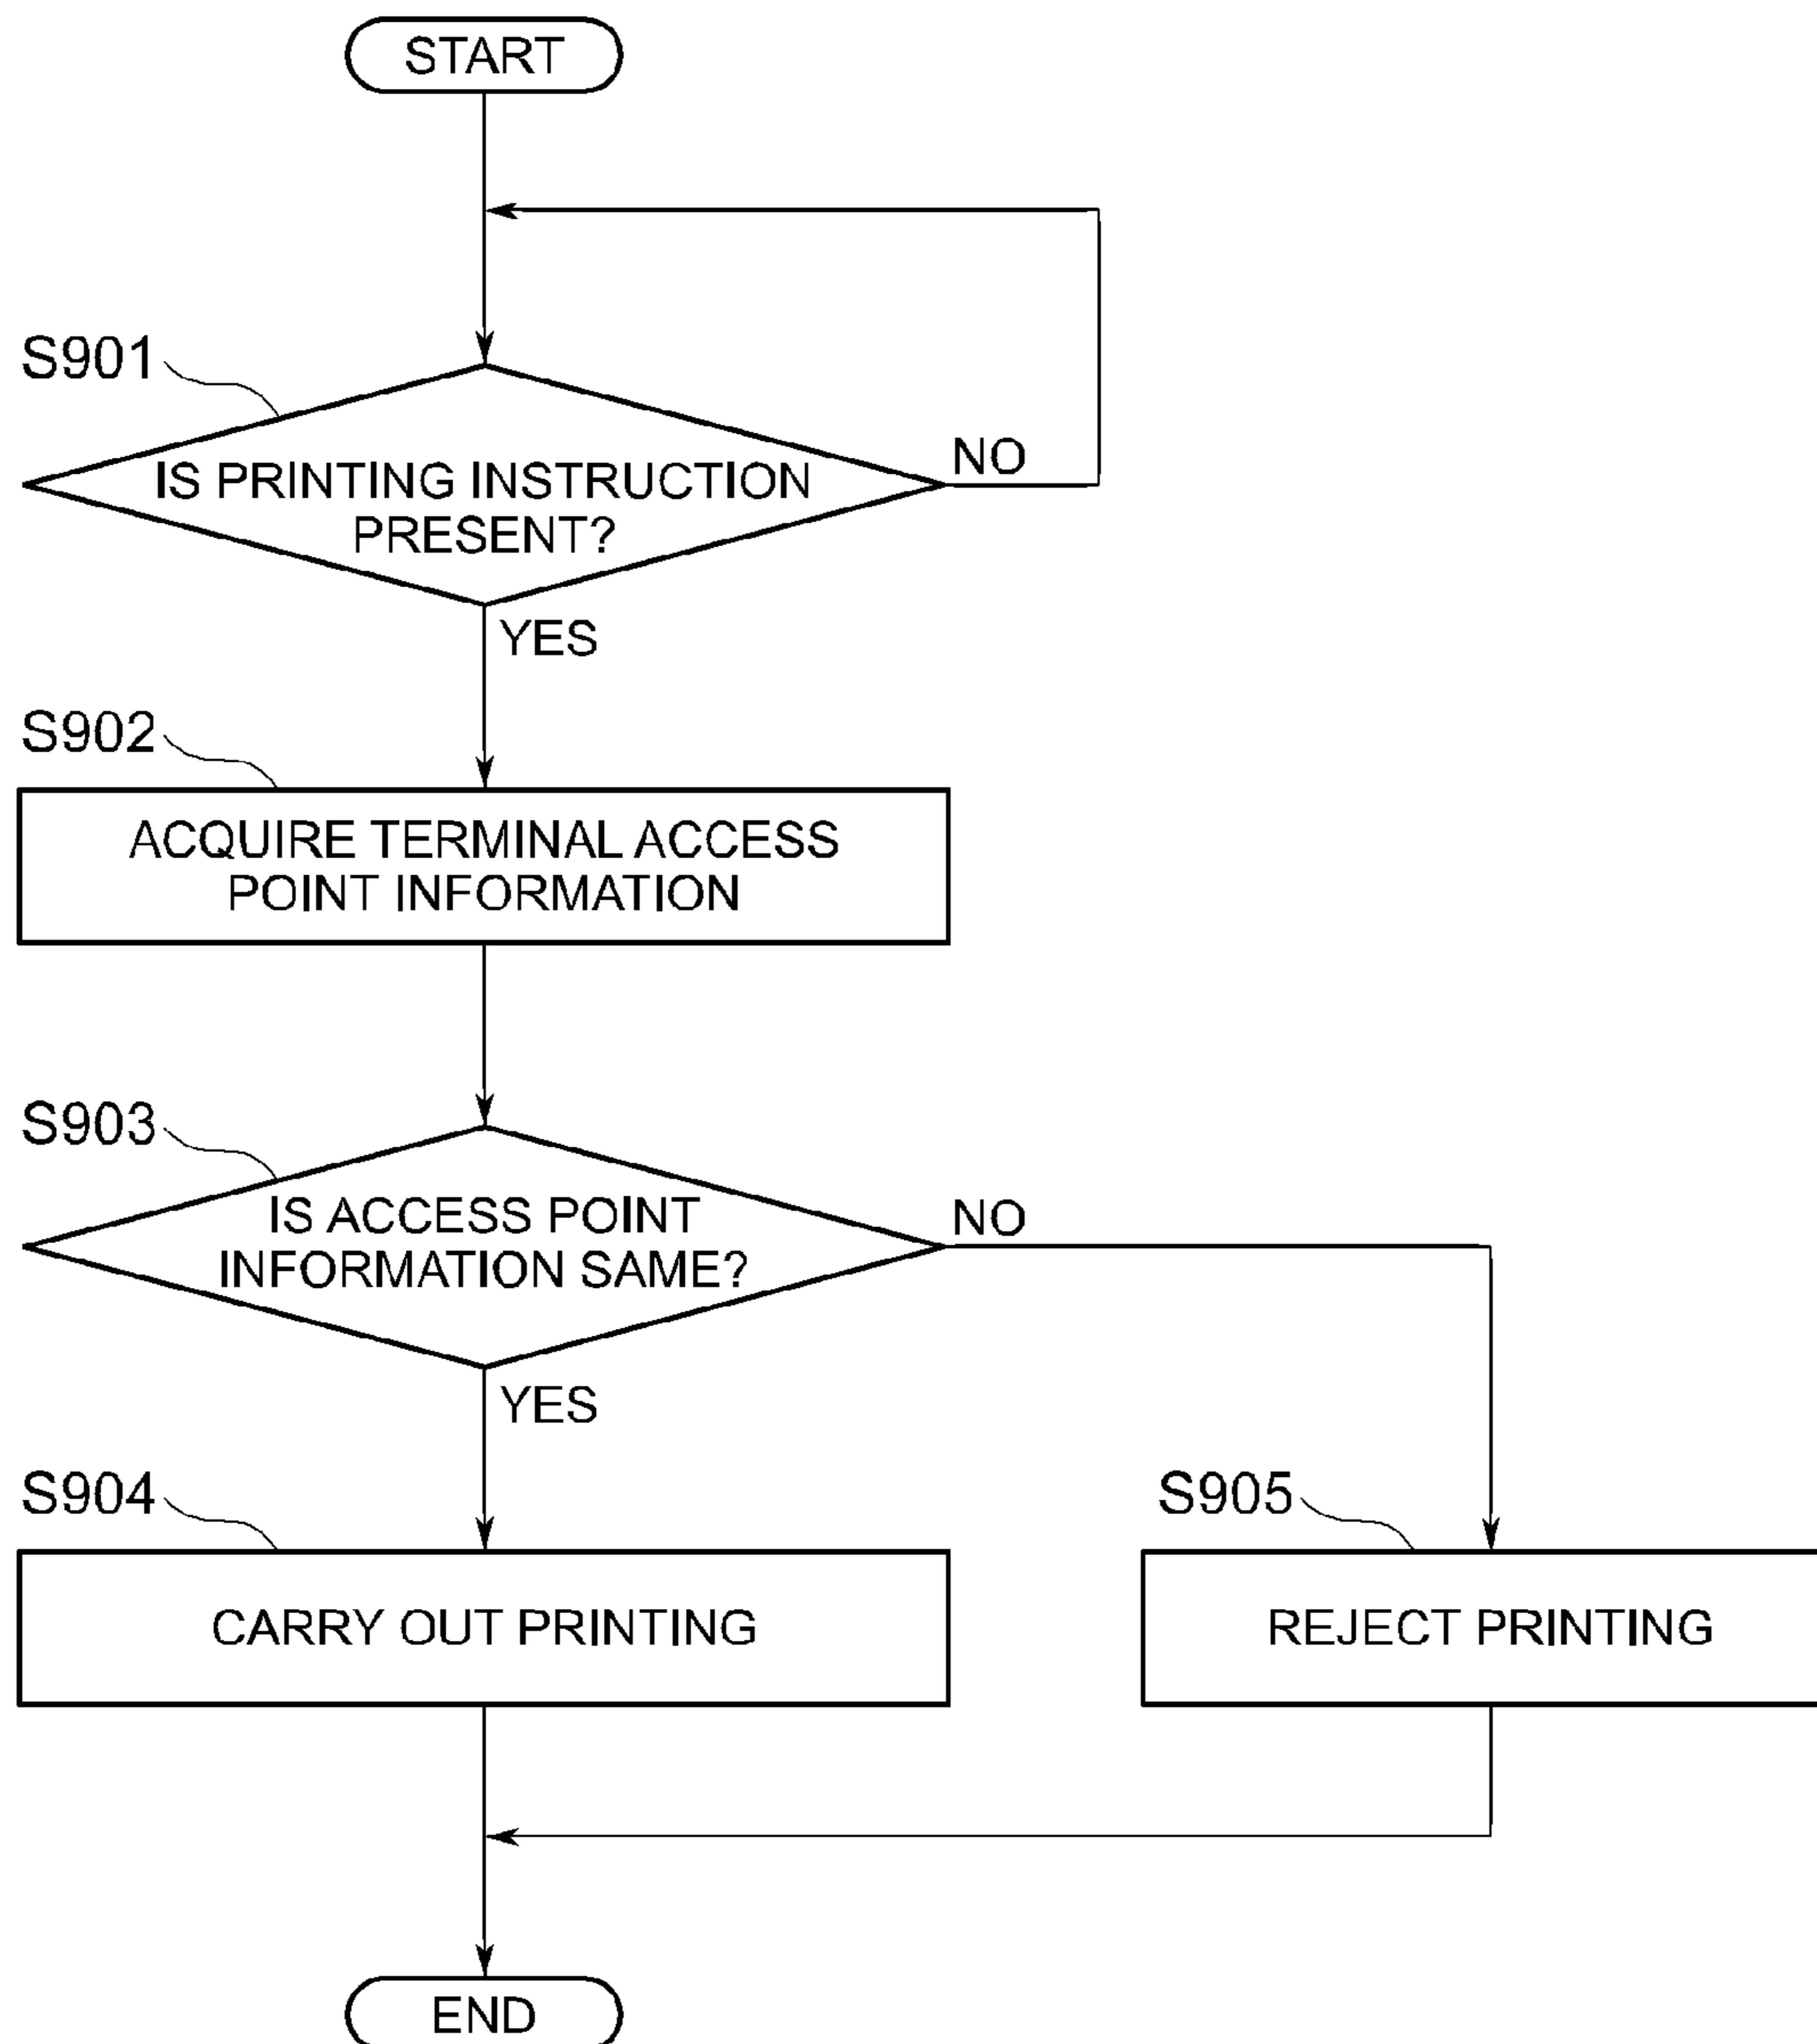 START
S901
IS PRINTING INSTRUCTION
PRESENT?
NO
YES
S902
ACQUIRE TERMINAL ACCESS
POINT INFORMATION
S903
IS ACCESS POINT
INFORMATION SAME?
NO
YES
S904
CARRY OUT PRINTING
S905
REJECT PRINTING
END